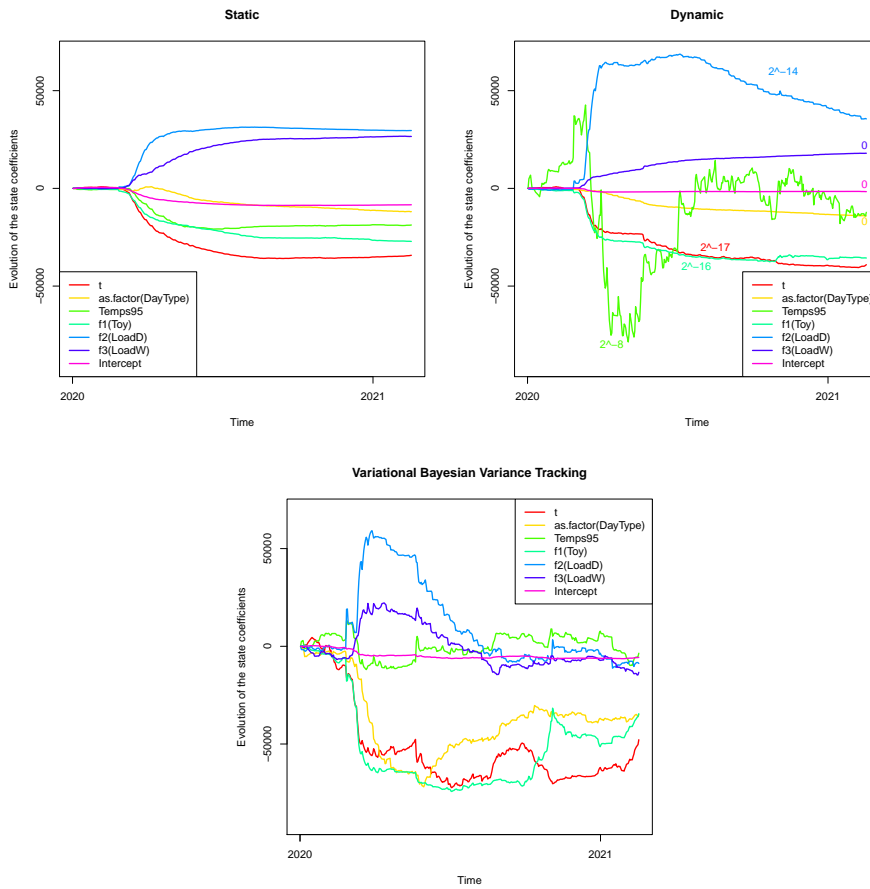 Static
Evolution of the state coefficients
50000
0
−50000
t
as.factor(DayType)
Temps95
f1(Toy)
f2(LoadD)
f3(LoadW)
Intercept
2020
2021
Time
Dynamic
Evolution of the state coefficients
50000
0
−50000
2^−14
0
0
0
2^−17
2^−16
2^−8
t
as.factor(DayType)
Temps95
f1(Toy)
f2(LoadD)
f3(LoadW)
Intercept
2020
2021
Time
Variational Bayesian Variance Tracking
Evolution of the state coefficients
50000
0
−50000
t
as.factor(DayType)
Temps95
f1(Toy)
f2(LoadD)
f3(LoadW)
Intercept
2020
2021
Time